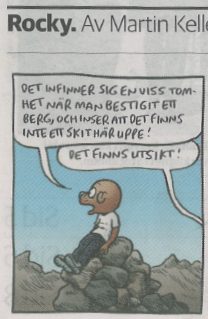 Rocky. Av Martin Kelle
DET INFINNER SIG EN VISS TOM-
HET NÄR MAN BESTIGIT ETT
BERG, OCH INSER ATT DET FINNS
INTE ETT SKIT HÄR UPPE!
DET FINNS UTSIKT!